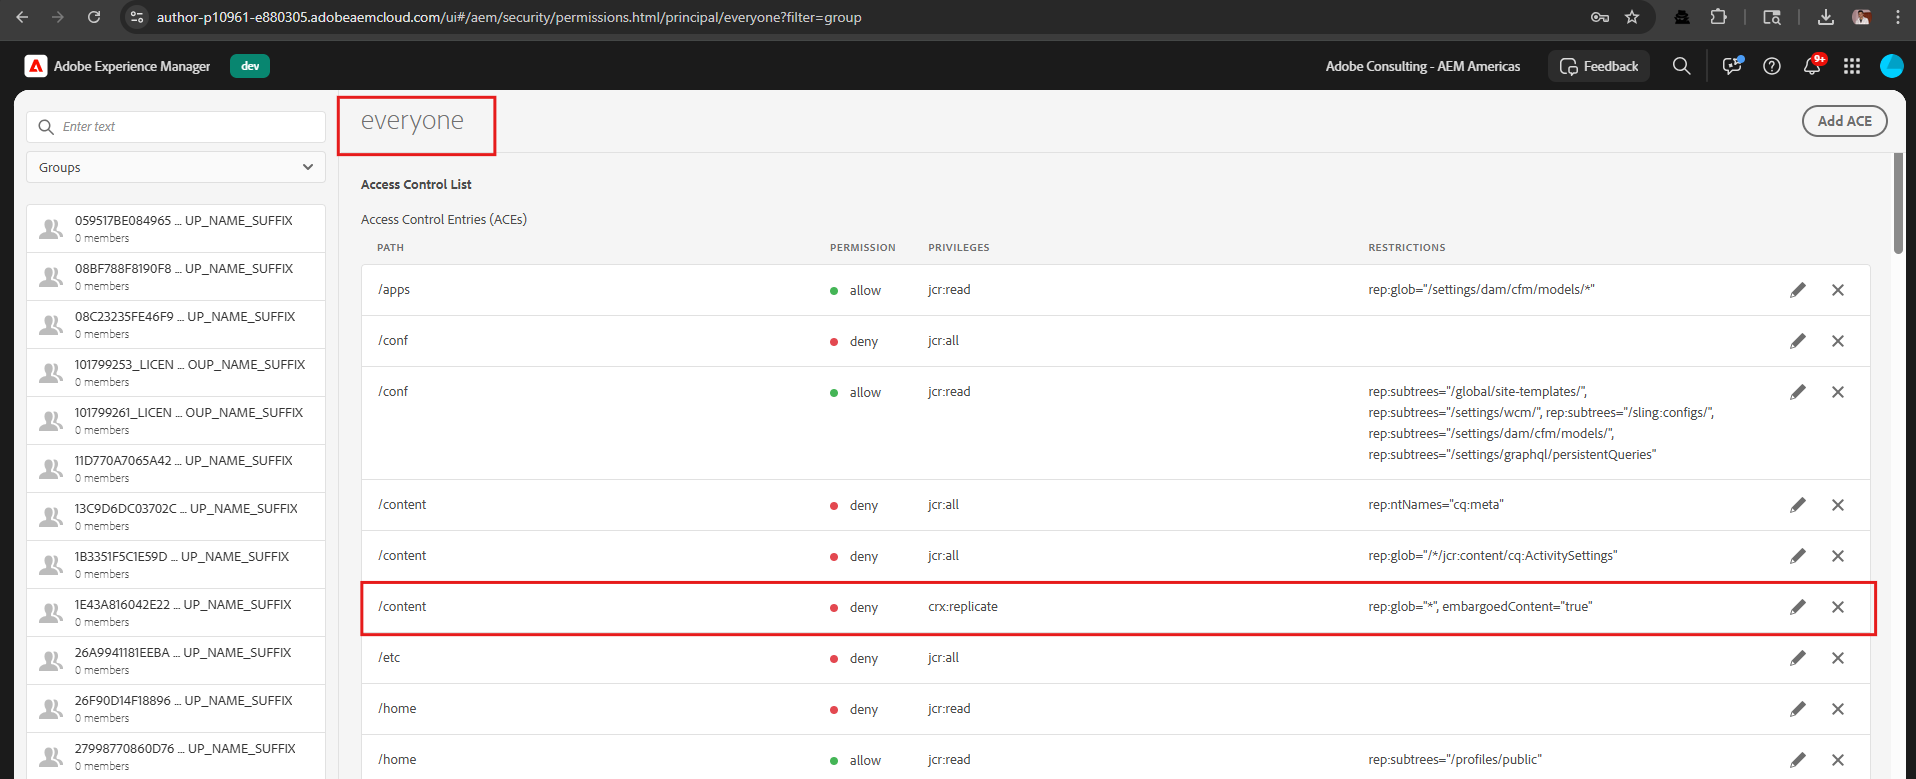 author-p10961-e880305.adobeaemcloud.com/ui#/aem/security/permissions.html/principal/everyone?filter=group
Adobe Experience Manager
dev
Adobe Consulting - AEM Americas
Feedback
9+
Enter text
Groups
059517BE084965 ... UP_NAME_SUFFIX
0 members
08BF788F8190F8 ... UP_NAME_SUFFIX
0 members
08C23235FE46F9 ... UP_NAME_SUFFIX
0 members
101799253_LICEN ... OUP_NAME_SUFFIX
0 members
101799261_LICEN ... OUP_NAME_SUFFIX
0 members
11D770A7065A42 ... UP_NAME_SUFFIX
0 members
13C9D6DC03702C ... UP_NAME_SUFFIX
0 members
1B3351F5C1E59D ... UP_NAME_SUFFIX
0 members
1E43A816042E22 ... UP_NAME_SUFFIX
0 members
26A9941181EEBA ... UP_NAME_SUFFIX
0 members
26F90D14F18896 ... UP_NAME_SUFFIX
0 members
27998770860D76 ... UP_NAME_SUFFIX
0 members
everyone
Add ACE
Access Control List
Access Control Entries (ACEs)
PATH PERMISSION PRIVILEGES RESTRICTIONS
/apps allow jcr:read rep:glob="/settings/dam/cfm/models/*"
/conf deny jcr:all
/conf allow jcr:read rep:subtrees="/global/site-templates/",
rep:subtrees="/settings/wcm/", rep:subtrees="/sling:configs/",
rep:subtrees="/settings/dam/cfm/models/",
rep:subtrees="/settings/graphql/persistentQueries"
/content deny jcr:all rep:ntNames="cq:meta"
/content deny jcr:all rep:glob="/*/jcr:content/cq:ActivitySettings"
/content deny crx:replicate rep:glob="*", embargoedContent="true"
/etc deny jcr:all
/home deny jcr:read
/home allow jcr:read rep:subtrees="/profiles/public"